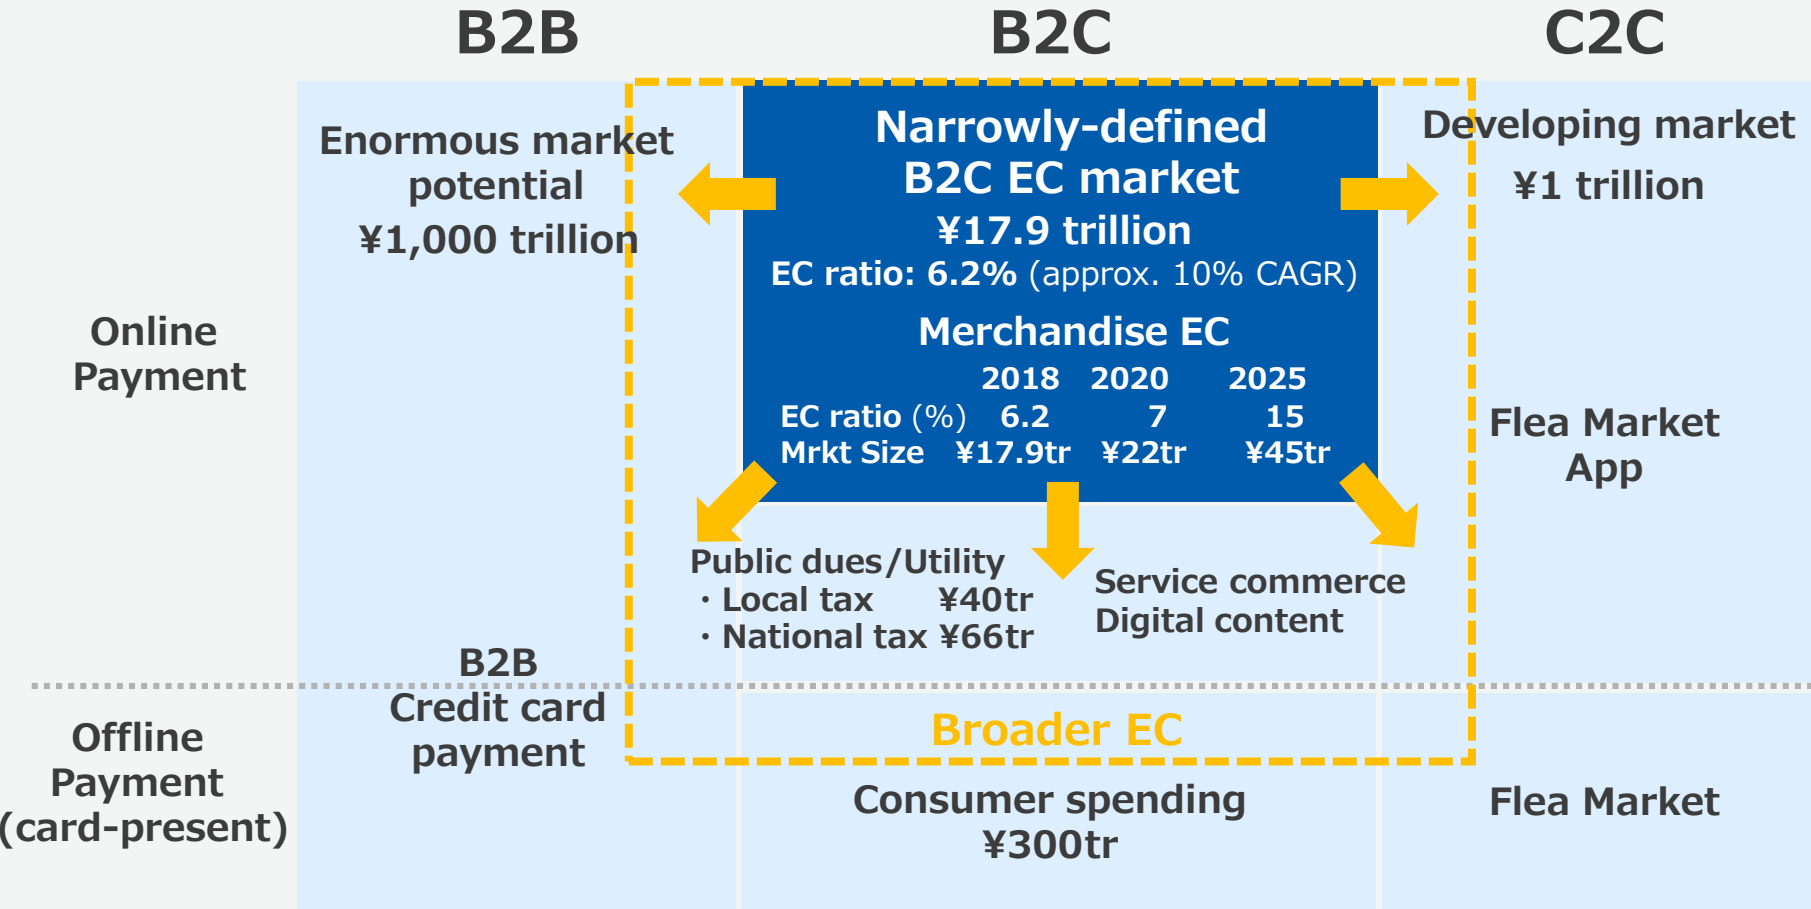 B2B B2C C2C
Online
Payment
Enormous market
potential
¥1,000 trillion
Narrowly-defined
B2C EC market
¥17.9 trillion
EC ratio: 6.2% (approx. 10% CAGR)
Merchandise EC
2018 2020 2025
EC ratio (%) 6.2 7 15
Mrkt Size ¥17.9tr ¥22tr ¥45tr
Developing market
¥1 trillion
Flea Market
App
Public dues/Utility
・Local tax ¥40tr
・National tax ¥66tr
Service commerce
Digital content
B2B
Credit card
payment
Offline
Payment
(card-present)
Broader EC
Consumer spending
¥300tr
Flea Market